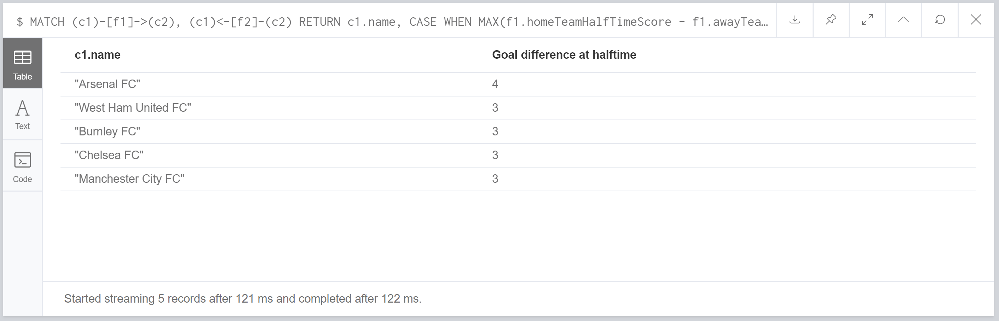 $ MATCH (c1)-[f1]->(c2), (c1)<-[f2]-(c2) RETURN c1.name, CASE WHEN MAX(f1.homeTeamHalfTimeScore - f1.awayTea…
Table
Text
Code
c1.name Goal difference at halftime
"Arsenal FC" 4
"West Ham United FC" 3
"Burnley FC" 3
"Chelsea FC" 3
"Manchester City FC" 3
Started streaming 5 records after 121 ms and completed after 122 ms.